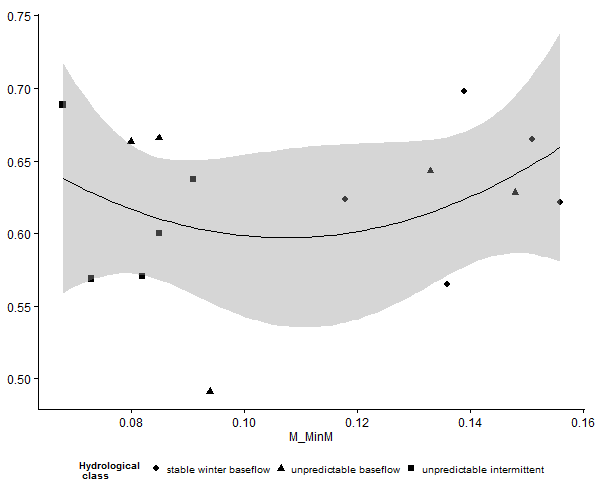 0.75
0.70
0.65
0.60
0.55
0.50
0.08 0.10 0.12 0.14 0.16
M_MinM
Hydrological
class
stable winter baseflow unpredictable baseflow unpredictable intermittent